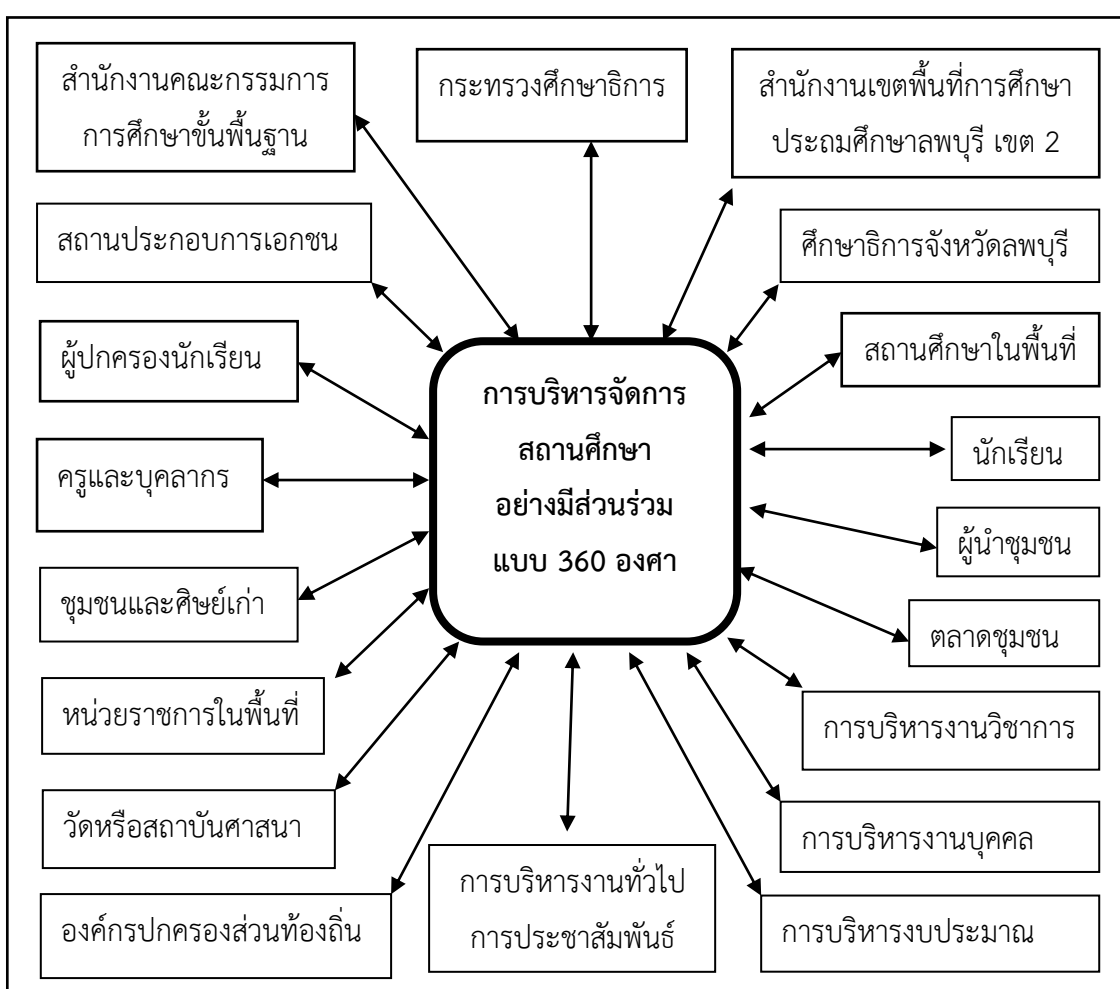 สำนักงานคณะกรรมการ
การศึกษาขั้นพื้นฐาน
กระทรวงศึกษาธิการ
สำนักงานเขตพื้นที่การศึกษา
ประถมศึกษาลพบุรี เขต 2
สถานประกอบการเอกชน
ศึกษาธิการจังหวัดลพบุรี
ผู้ปกครองนักเรียน
สถานศึกษาในพื้นที่
การบริหารจัดการ
สถานศึกษา
อย่างมีส่วนร่วม
แบบ 360 องศา
ครูและบุคลากร
นักเรียน
ผู้นำชุมชน
ชุมชนและศิษย์เก่า
ตลาดชุมชน
หน่วยราชการในพื้นที่
การบริหารงานวิชาการ
วัดหรือสถาบันศาสนา
การบริหารงานบุคคล
องค์กรปกครองส่วนท้องถิ่น
การบริหารงานทั่วไป
การประชาสัมพันธ์
การบริหารงบประมาณ